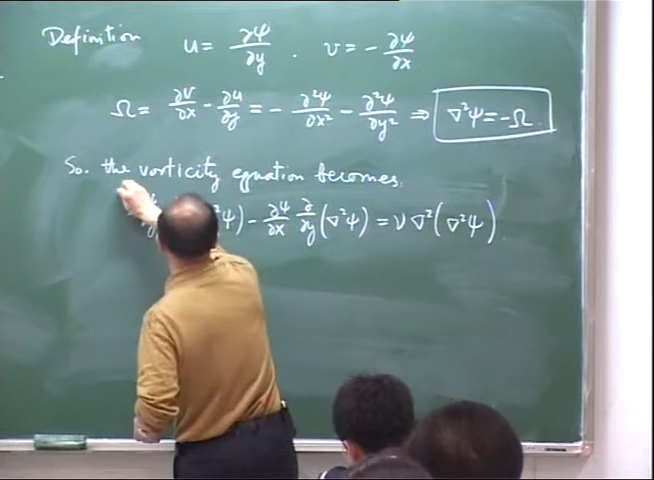 Definition u = ∂Ψ/∂y . v = - ∂Ψ/∂x
Ω = ∂v/∂x - ∂u/∂y = - ∂²Ψ/∂x² - ∂²Ψ/∂y² ⇒ ∇²Ψ = -Ω
So. the vorticity equation becomes.
²Ψ) - ∂Ψ/∂x ∂/∂y (∇²Ψ) = ν ∇² (∇²Ψ) .